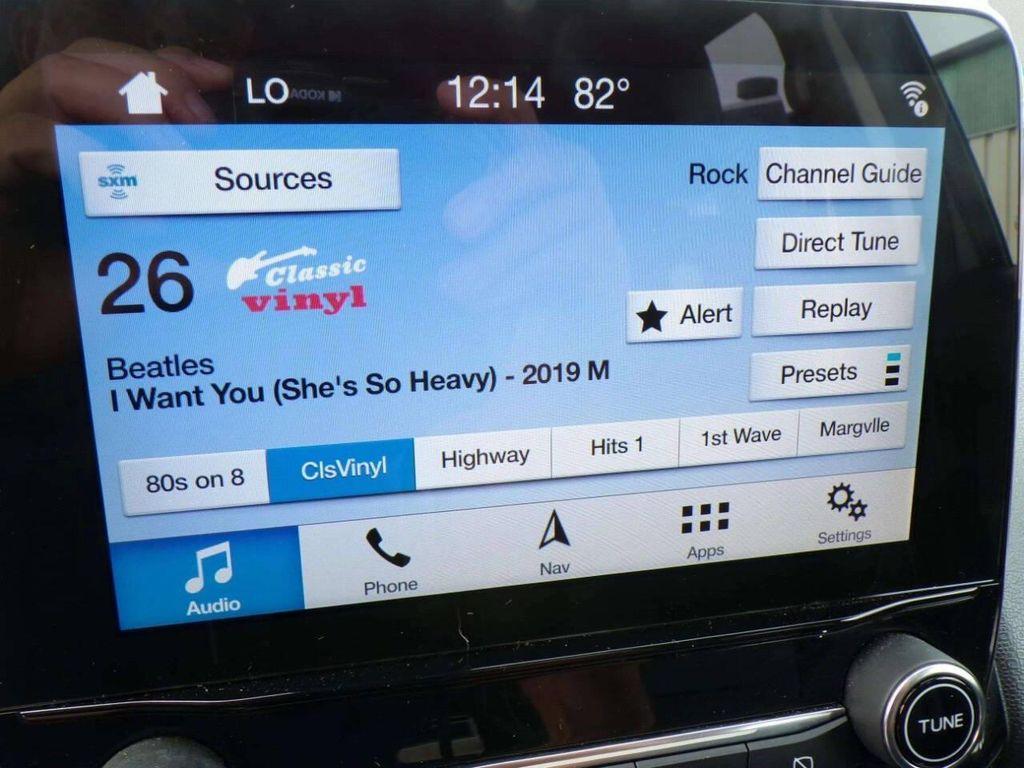 LO
KODAK
12:14 82°
i
sxm
Sources
Rock
Channel Guide
Direct Tune
26
Classic
vinyl
Alert
Replay
Beatles
I Want You (She's So Heavy) - 2019 M
Presets
80s on 8
ClsVinyl
Highway
Hits 1
1st Wave
Margvlle
Audio
Phone
Nav
Apps
Settings
TUNE